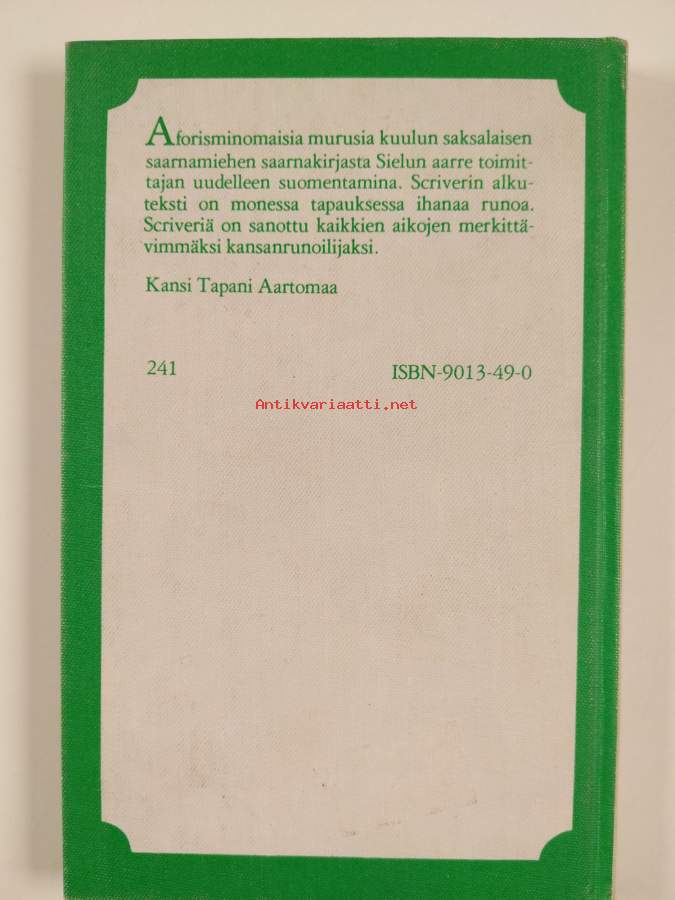 Aforisminomaisia murusia kuulun saksalaisen
saarnamiehen saarnakirjasta Sielun aarre toimit-
tajan uudelleen suomentamina. Scriverin alku-
teksti on monessa tapauksessa ihanaa runoa.
Scriveriä on sanottu kaikkien aikojen merkittä-
vimmäksi kansanrunoilijaksi.
Kansi Tapani Aartomaa
241 ISBN-9013-49-0
Antikvariaatti.net